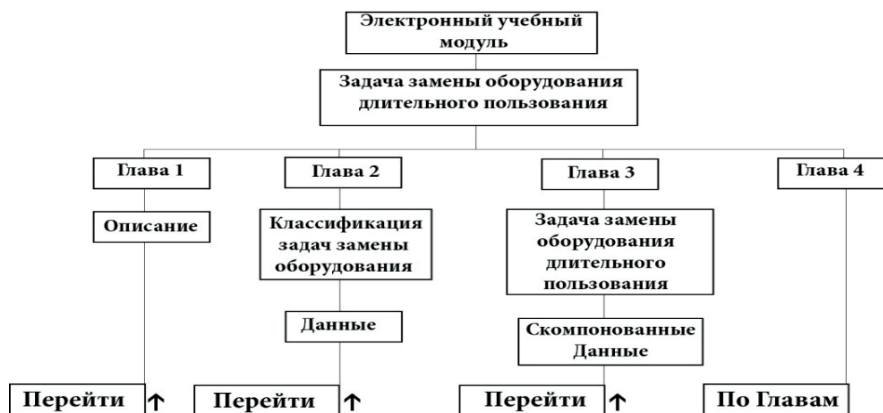 Электронный учебный
модуль
Задача замены оборудования
длительного пользования
Глава 1
Глава 2
Глава 3
Глава 4
Описание
Классификация
задач замены
оборудования
Задача замены
оборудования
длительного
пользования
Данные
Скомпонованные
Данные
Перейти ↑
Перейти ↑
Перейти ↑
По Главам